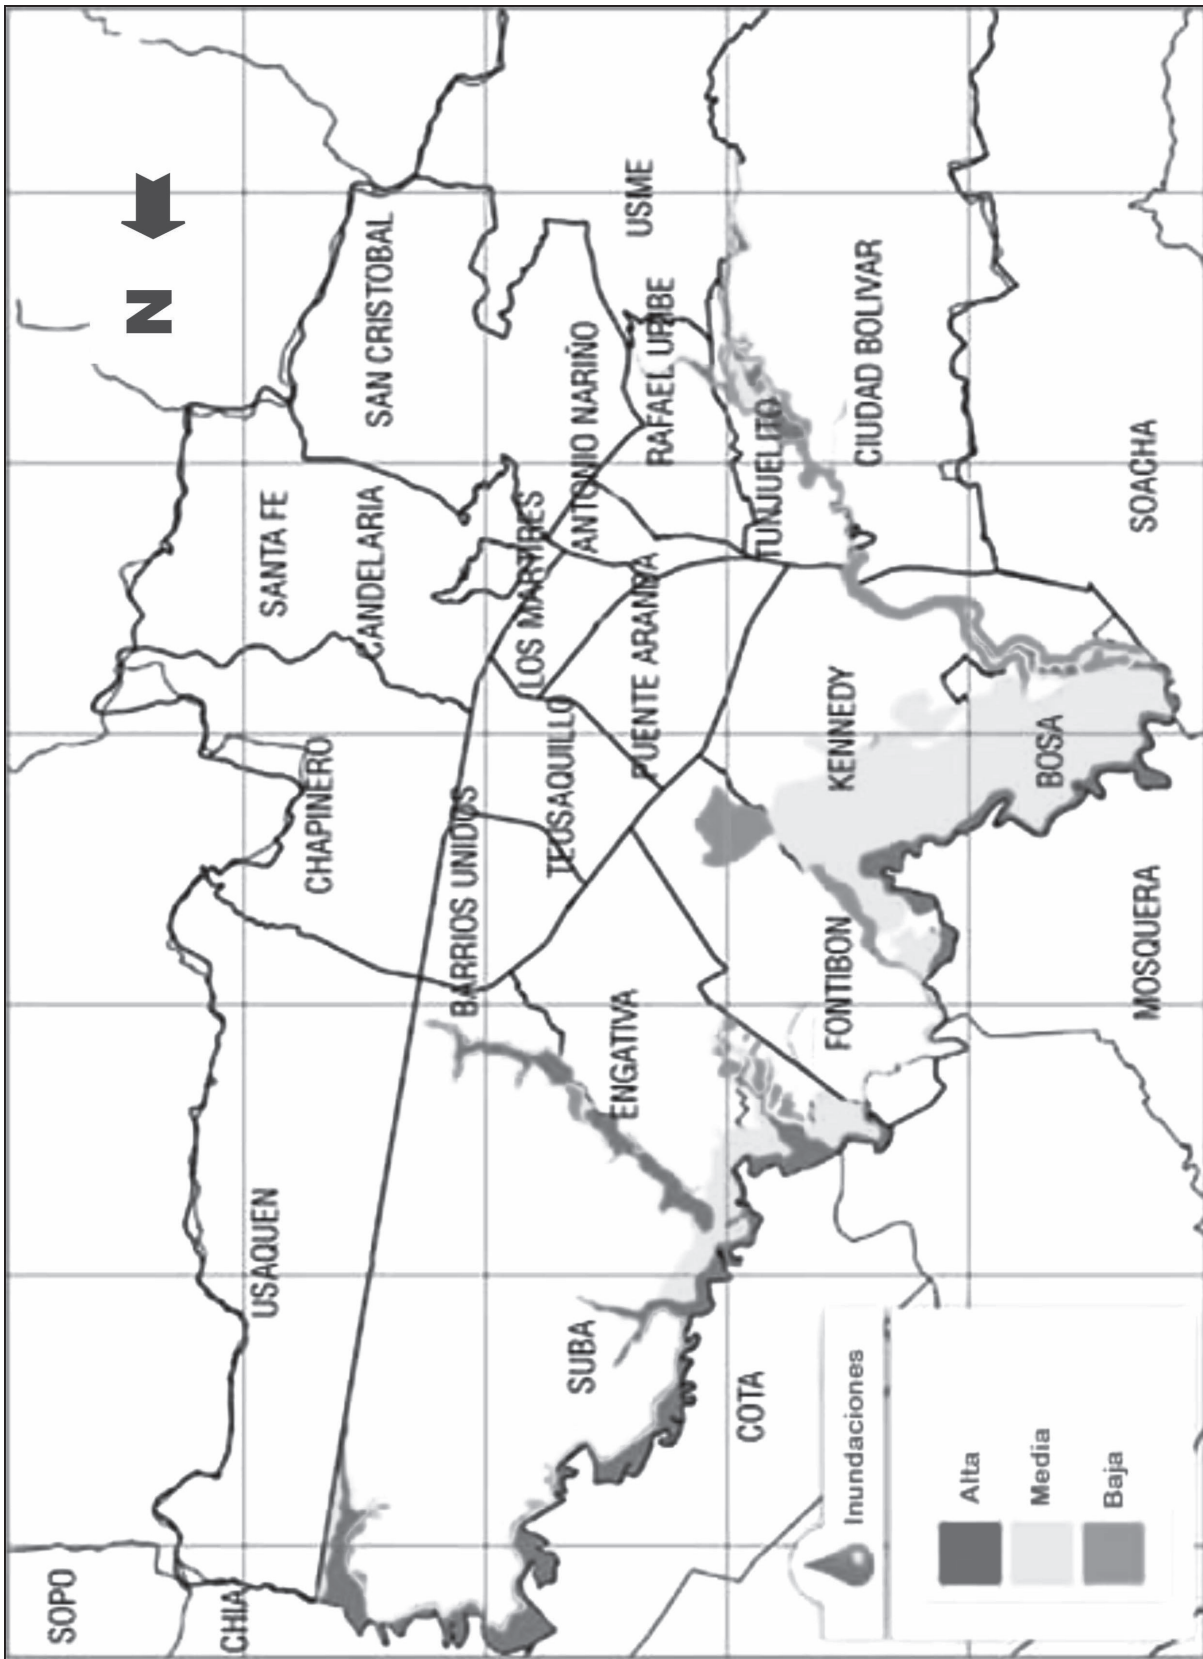 N
SOPO
CHIA
USAQUEN
CHAPINERO
SANTA FE
CANDELARIA
SAN CRISTOBAL
BARRIOS UNIDOS
TEUSAQUILLO
LOS MARTIRES
ANTONIO NARIÑO
RAFAEL URIBE
USME
SUBA
ENGATIVA
PUENTE ARANDA
TUNJUELITO
CIUDAD BOLIVAR
COTA
FONTIBON
KENNEDY
BOSA
MOSQUERA
SOACHA
Inundaciones
Alta
Media
Baja